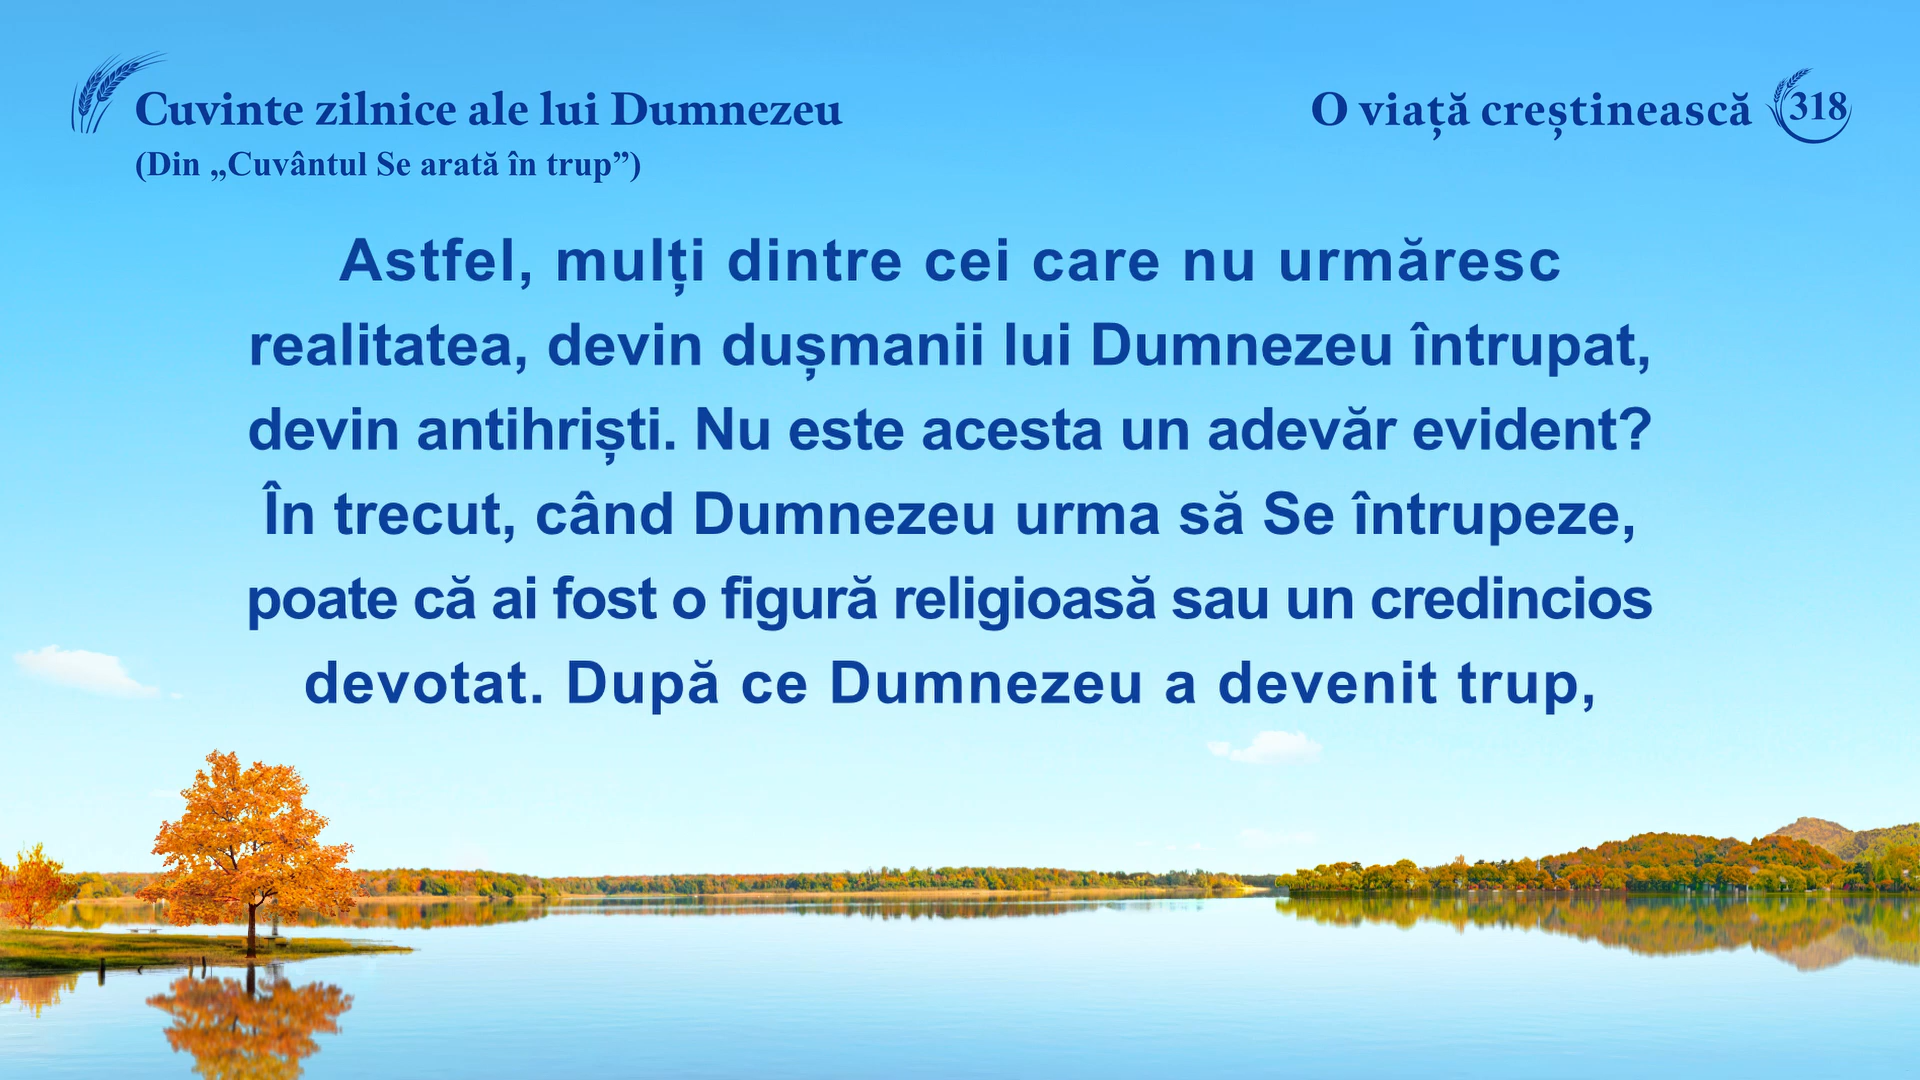 Cuvinte zilnice ale lui Dumnezeu
(Din „Cuvântul Se arată în trup”)
O viață creștinească 318
Astfel, mulți dintre cei care nu urmăresc
realitatea, devin dușmanii lui Dumnezeu întrupat,
devin antihriști. Nu este acesta un adevăr evident?
În trecut, când Dumnezeu urma să Se întrupeze,
poate că ai fost o figură religioasă sau un credincios
devotat. După ce Dumnezeu a devenit trup,